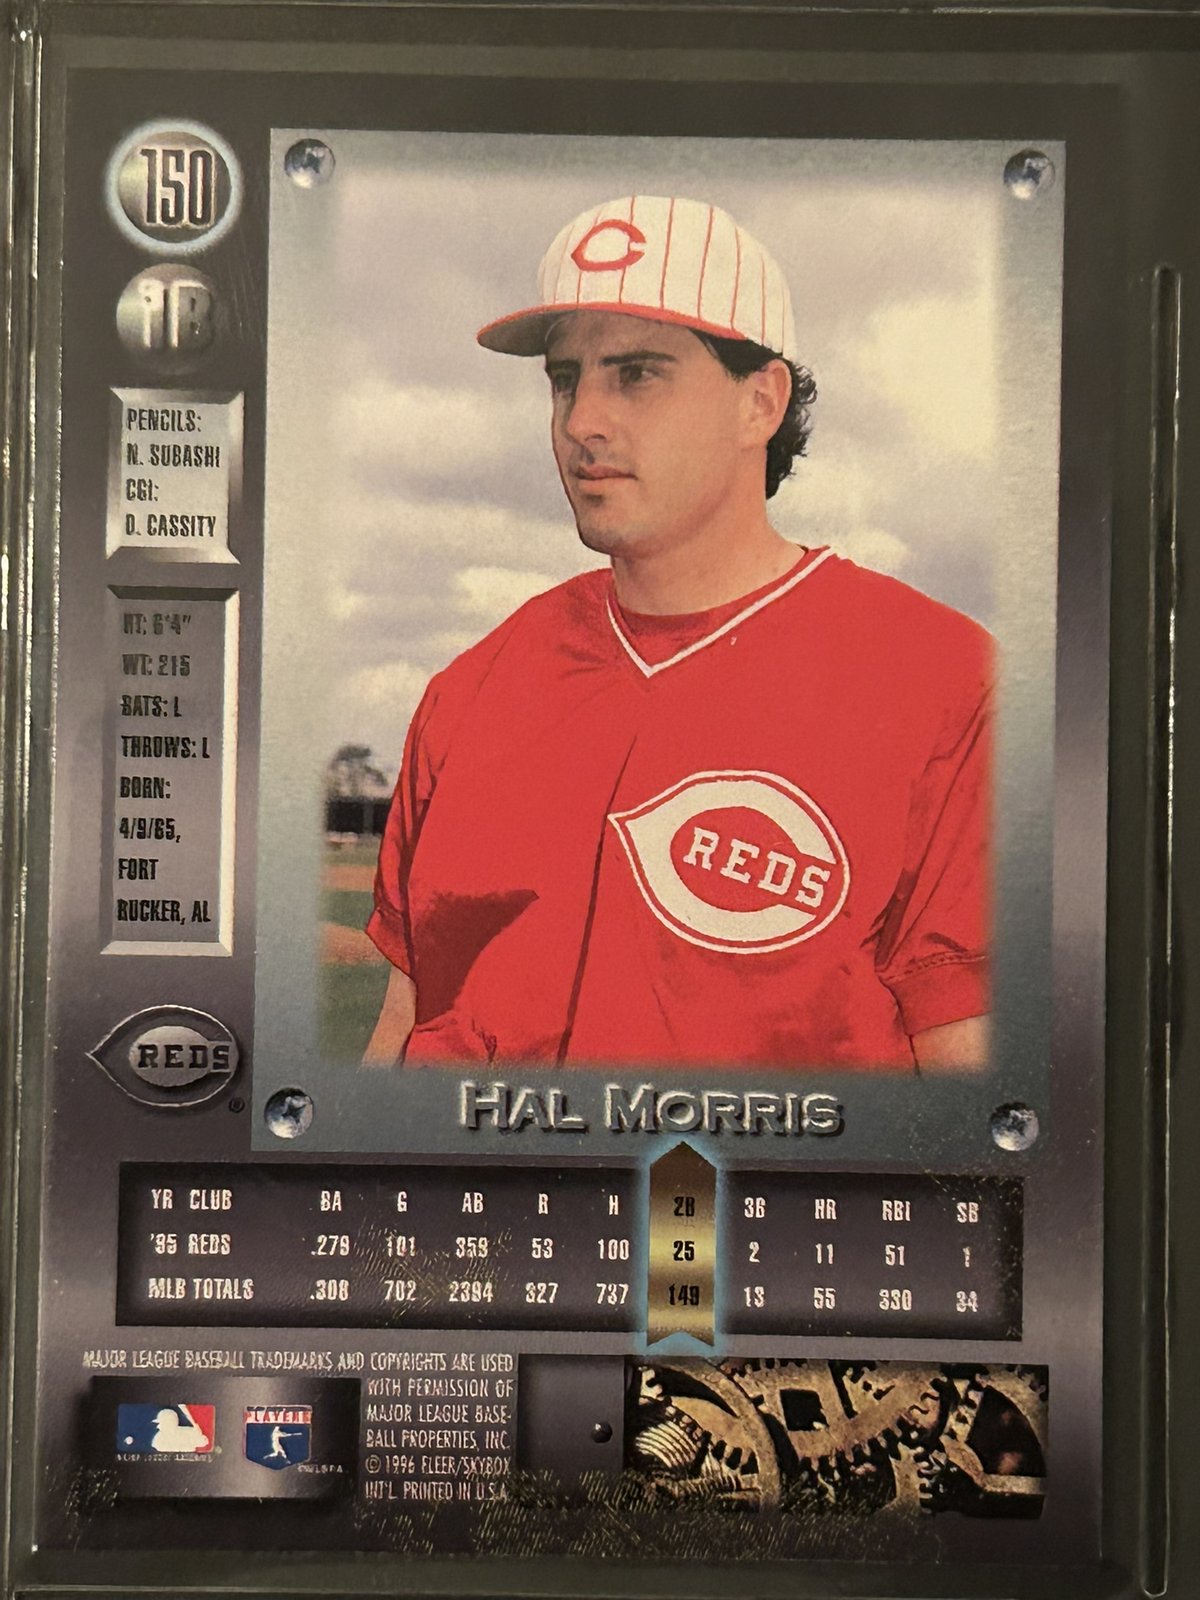 150
1B
C
PENCILS:
N. SUBASHI
CGI:
D. CASSITY
HT: 6'4"
WT: 215
BATS: L
THROWS: L
BORN:
4/9/65,
FORT
RUCKER, AL
REDS
REDS
®
HAL MORRIS
YR CLUB BA G AB R H 2B 3B HR RBI SB
'95 REDS .279 101 359 53 100 25 2 11 51 1
MLB TOTALS .308 702 2394 327 737 149 13 55 330 34
MAJOR LEAGUE BASEBALL TRADEMARKS AND COPYRIGHTS ARE USED
WITH PERMISSION OF
MAJOR LEAGUE BASE-
BALL PROPERTIES, INC.
© 1996 FLEER/SKYBOX
INT'L. PRINTED IN U.S.A.
PLAYERS